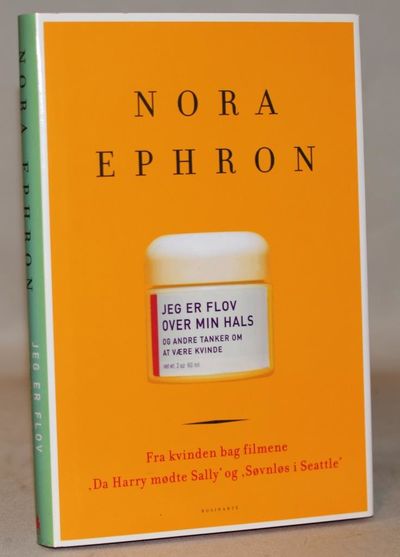 NORA EPHRON
JEG ER FLOV
NORA
EPHRON
JEG ER FLOV
OVER MIN HALS
OG ANDRE TANKER OM
AT VÆRE KVINDE
Fra kvinden bag filmene
‚Da Harry mødte Sally’ og ‚Søvnløs i Seattle’
ROSINANTE